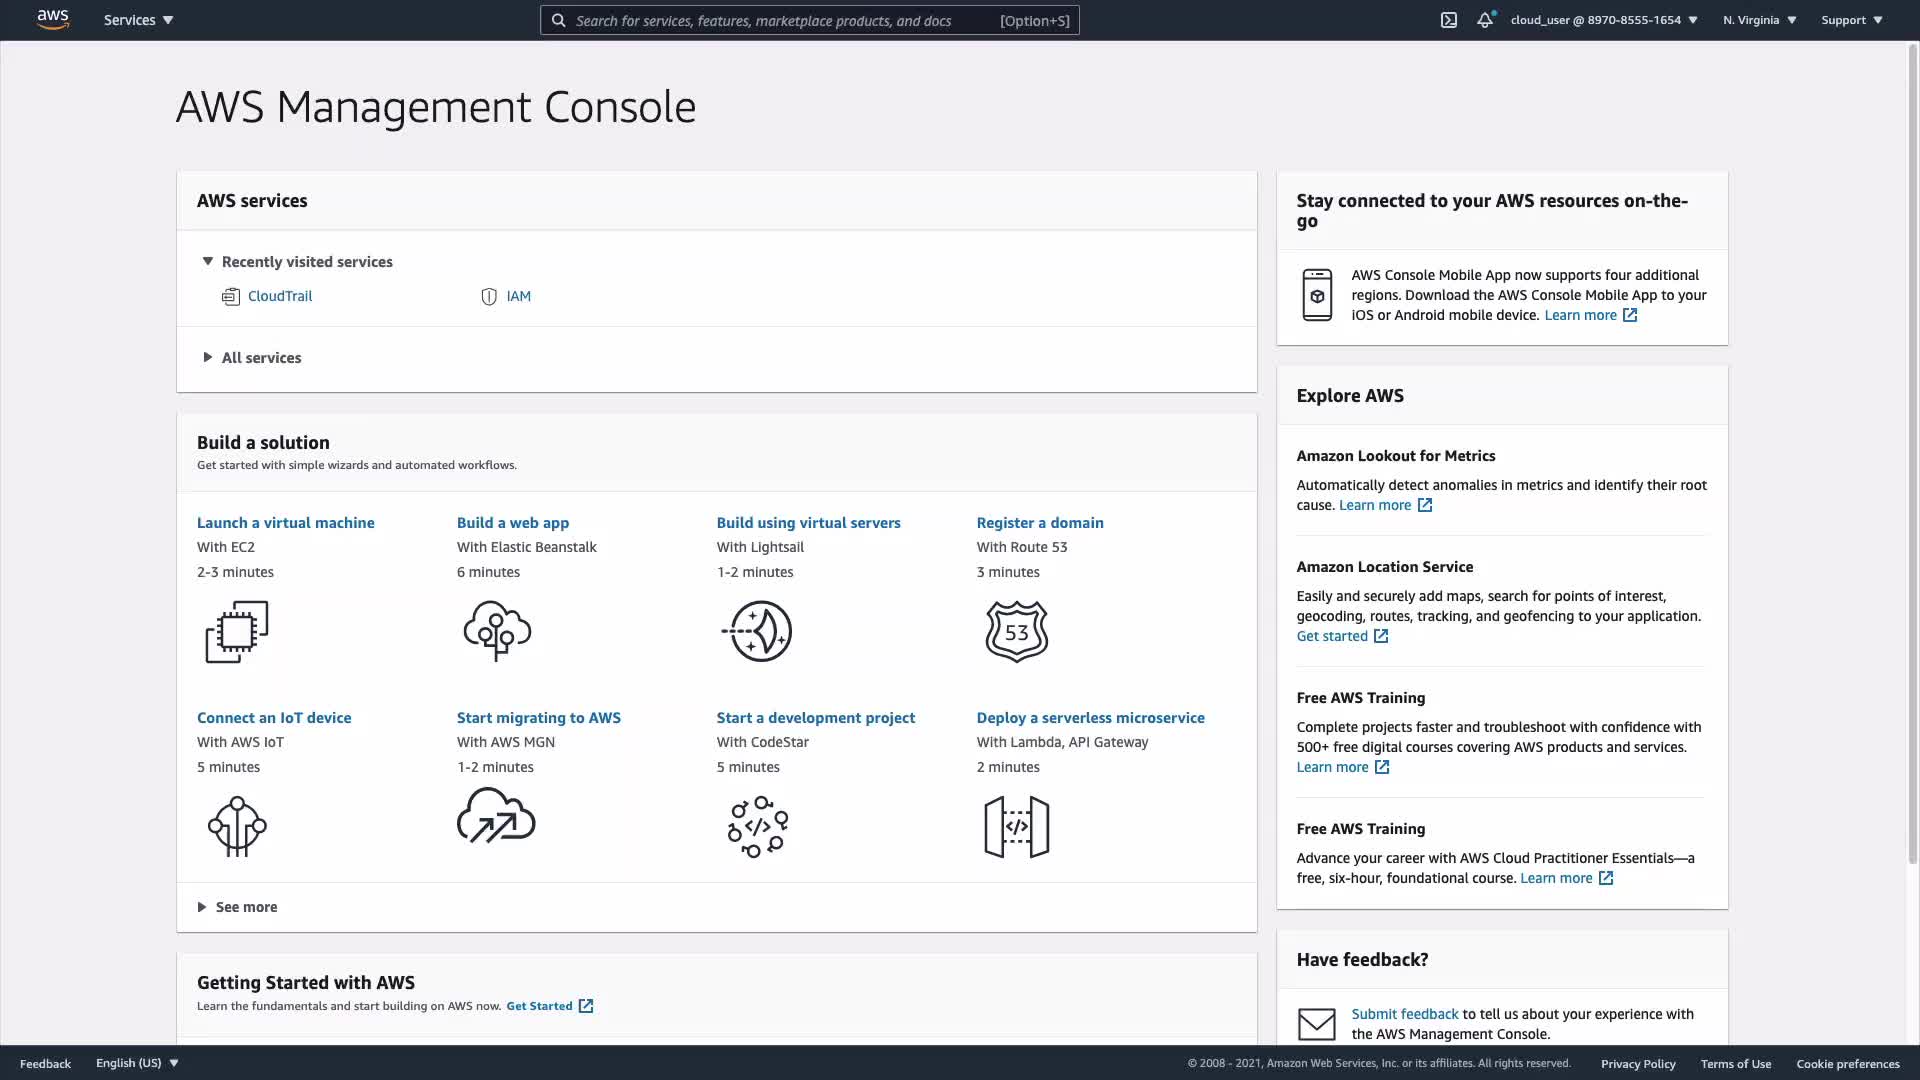 aws
Services
Search for services, features, marketplace products, and docs
[Option+S]
cloud_user @ 8970-8555-1654
N. Virginia
Support
AWS Management Console
AWS services
Recently visited services
CloudTrail
IAM
All services
Build a solution
Get started with simple wizards and automated workflows.
Launch a virtual machine
With EC2
2-3 minutes
Build a web app
With Elastic Beanstalk
6 minutes
Build using virtual servers
With Lightsail
1-2 minutes
Register a domain
With Route 53
3 minutes
53
Connect an IoT device
With AWS IoT
5 minutes
Start migrating to AWS
With AWS MGN
1-2 minutes
Start a development project
With CodeStar
5 minutes
</>
Deploy a serverless microservice
With Lambda, API Gateway
2 minutes
</>
See more
Getting Started with AWS
Learn the fundamentals and start building on AWS now. Get Started
Stay connected to your AWS resources on-the-
go
AWS Console Mobile App now supports four additional
regions. Download the AWS Console Mobile App to your
iOS or Android mobile device. Learn more
Explore AWS
Amazon Lookout for Metrics
Automatically detect anomalies in metrics and identify their root
cause. Learn more
Amazon Location Service
Easily and securely add maps, search for points of interest,
geocoding, routes, tracking, and geofencing to your application.
Get started
Free AWS Training
Complete projects faster and troubleshoot with confidence with
500+ free digital courses covering AWS products and services.
Learn more
Free AWS Training
Advance your career with AWS Cloud Practitioner Essentials—a
free, six-hour, foundational course. Learn more
Have feedback?
Submit feedback to tell us about your experience with
the AWS Management Console.
Feedback
English (US)
© 2008 - 2021, Amazon Web Services, Inc. or its affiliates. All rights reserved.
Privacy Policy
Terms of Use
Cookie preferences